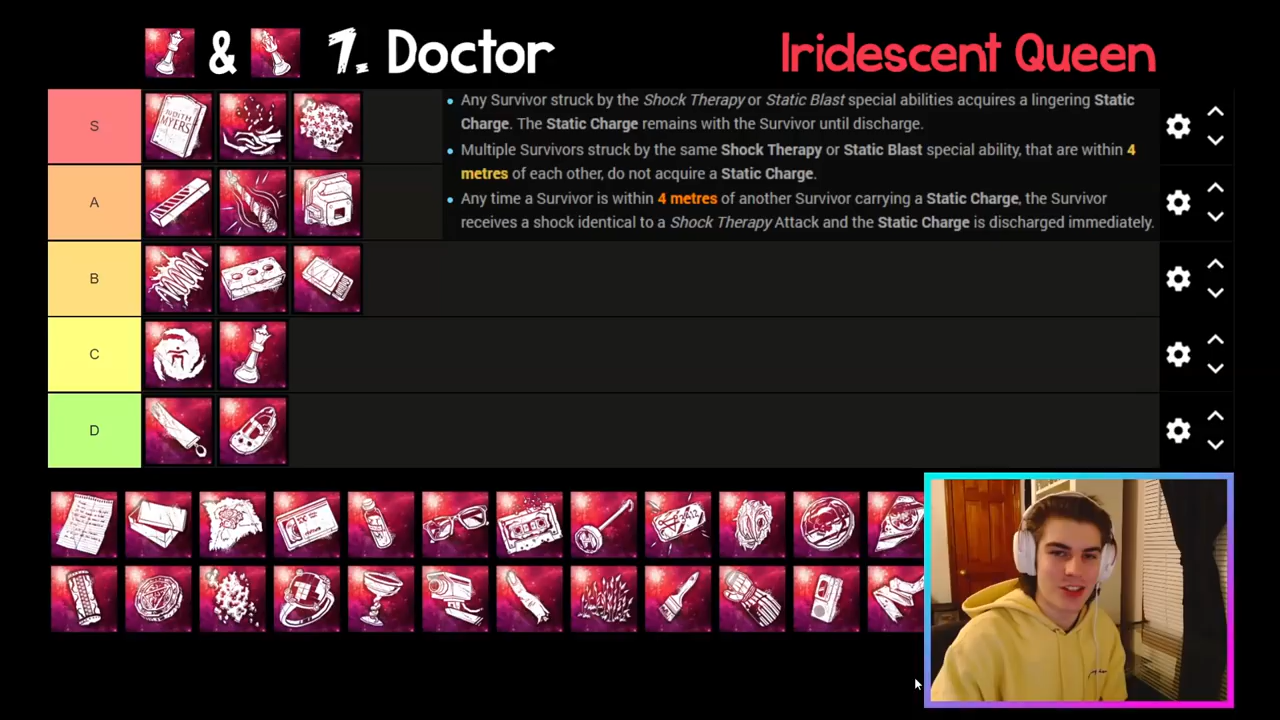 & 7. Doctor
Iridescent Queen
S
• Any Survivor struck by the Shock Therapy or Static Blast special abilities acquires a lingering Static
Charge. The Static Charge remains with the Survivor until discharge.
• Multiple Survivors struck by the same Shock Therapy or Static Blast special ability, that are within 4
metres of each other, do not acquire a Static Charge.
• Any time a Survivor is within 4 metres of another Survivor carrying a Static Charge, the Survivor
receives a shock identical to a Shock Therapy Attack and the Static Charge is discharged immediately.
JUDITH
MYERS
A
B
C
D